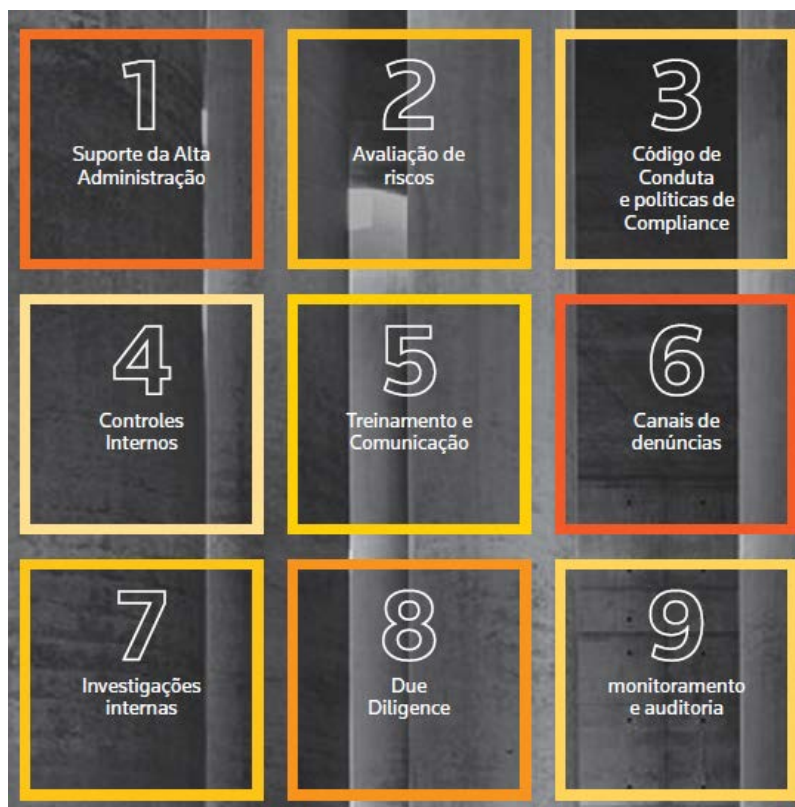 1
Suporte da Alta
Administração
2
Avaliação de
riscos
3
Código de
Conduta
e políticas de
Compliance
4
Controles
Internos
5
Treinamento e
Comunicação
6
Canais de
denúncias
7
Investigações
internas
8
Due
Diligence
9
monitoramento
e auditoria